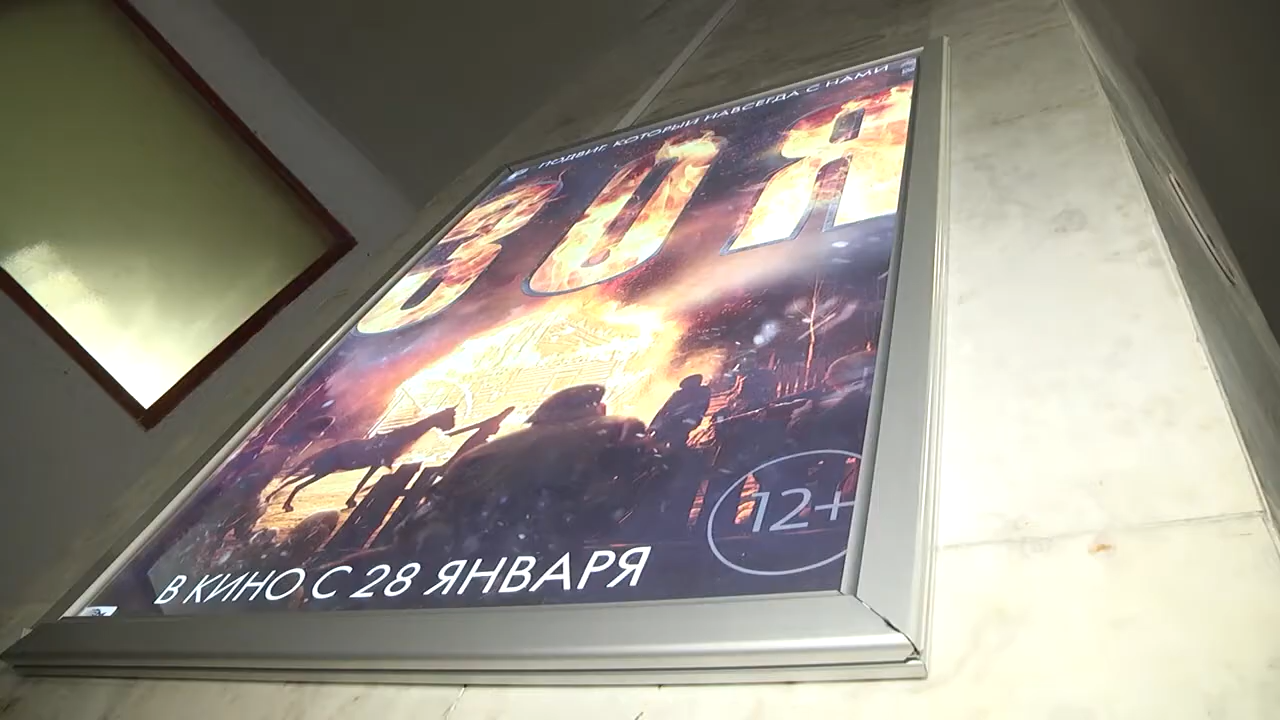 ПОДВИГ, КОТОРЫЙ НАВСЕГДА С НАМИ
ЗОЯ
12+
В КИНО С 28 ЯНВАРЯ